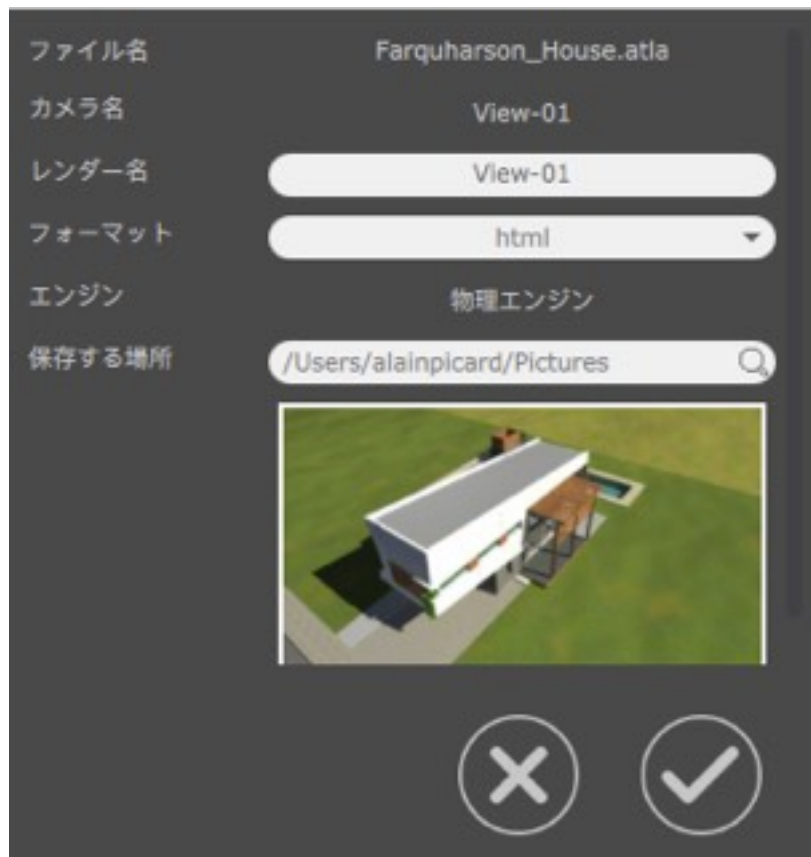 ファイル名 Farquharson_House.atla
カメラ名 View-01
レンダー名 View-01
フォーマット html
エンジン 物理エンジン
保存する場所 /Users/alainpicard/Pictures